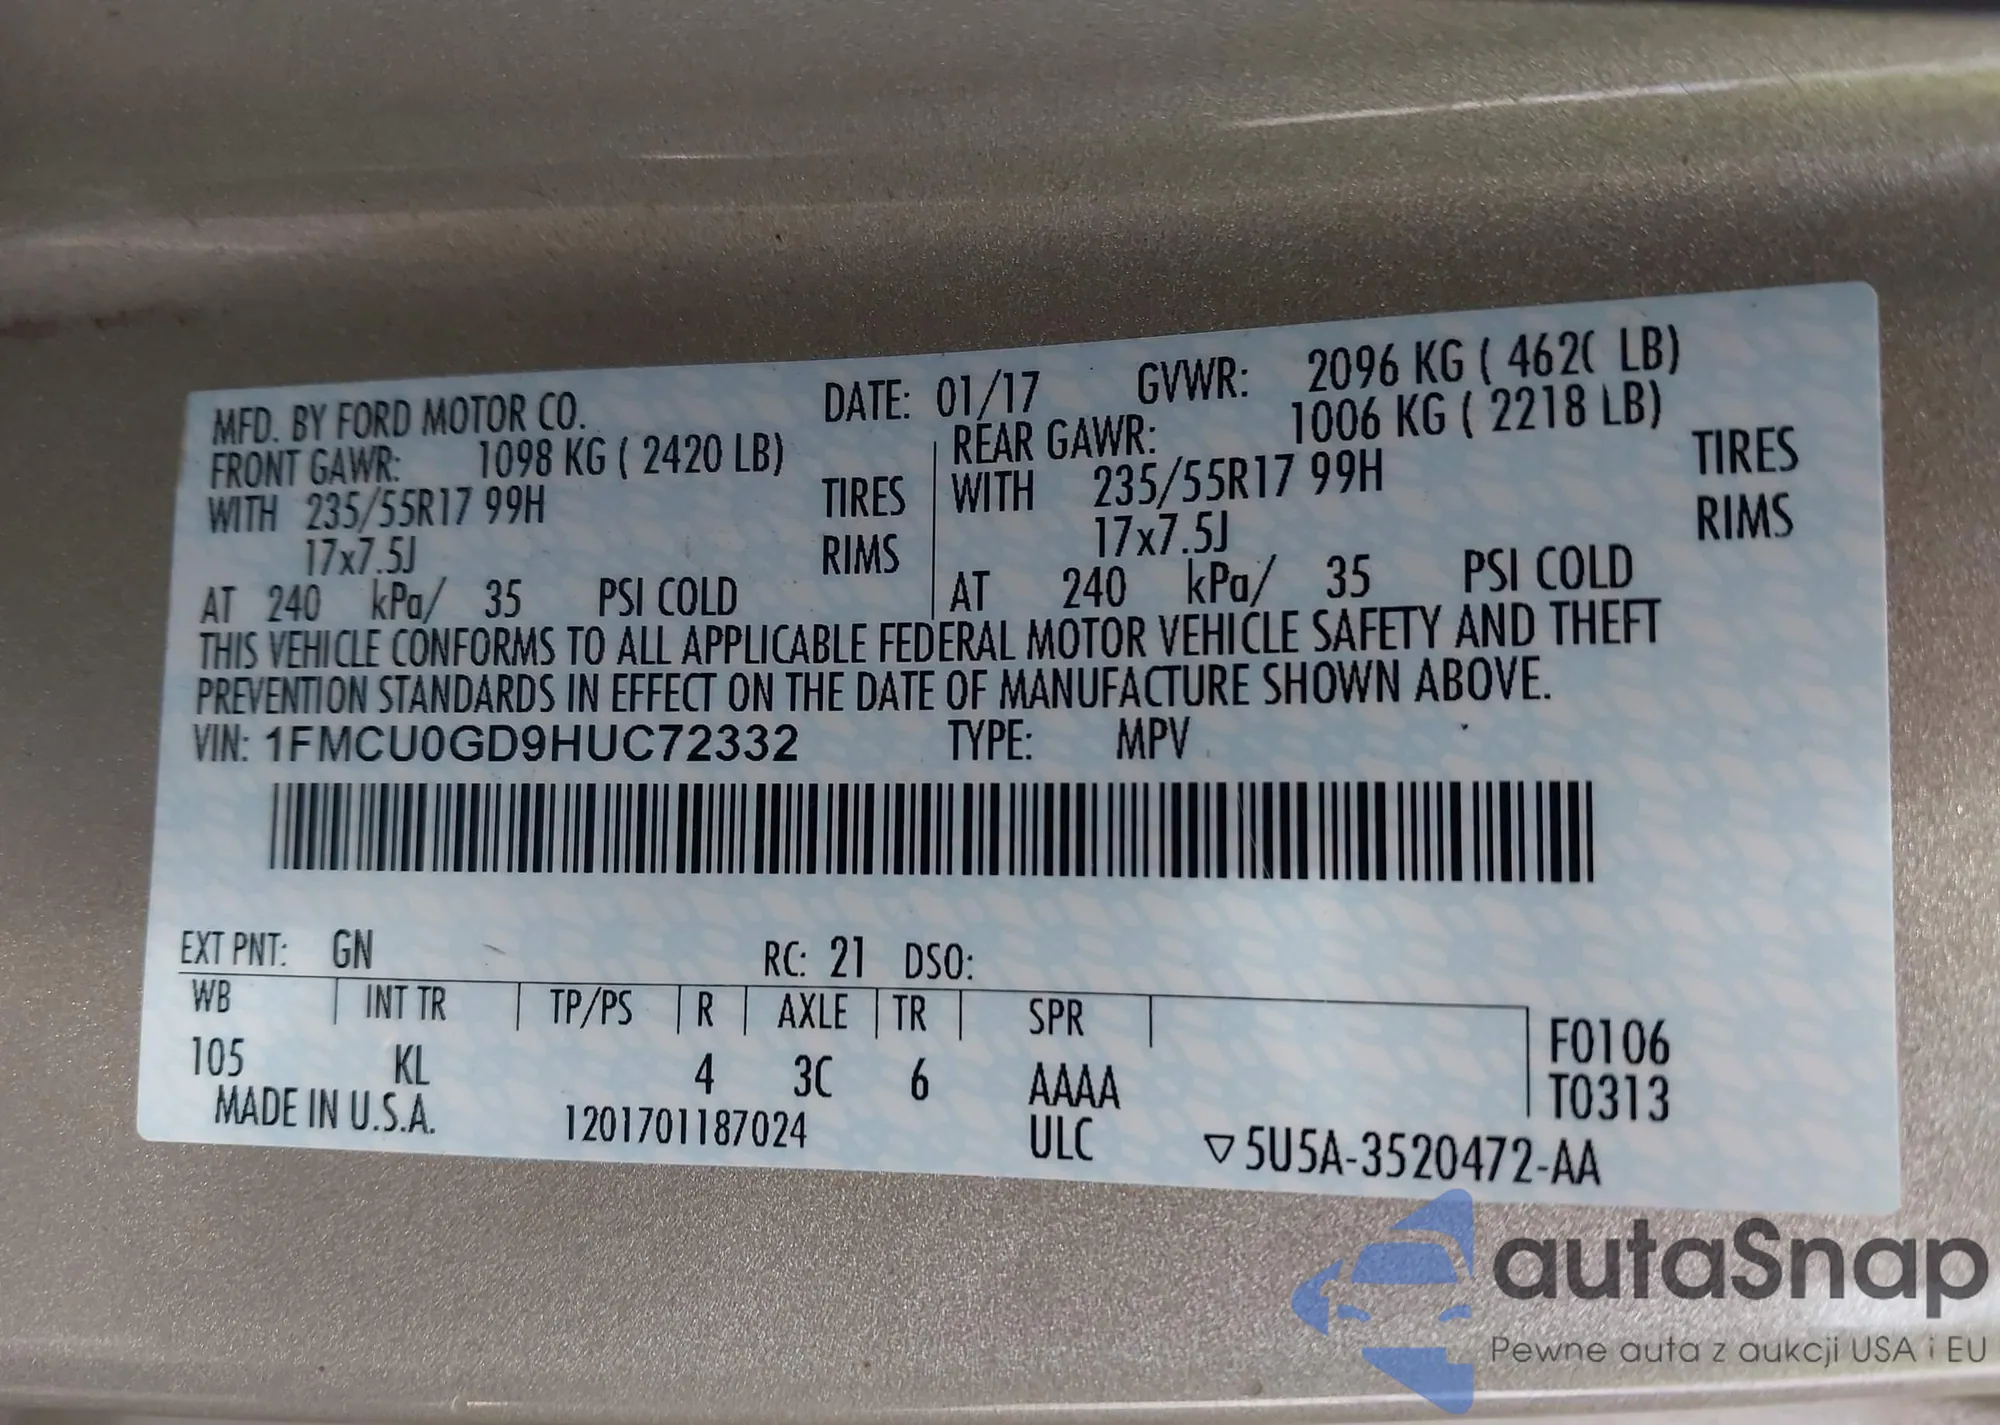 MFD. BY FORD MOTOR CO. DATE: 01/17 GVWR: 2096 KG ( 462( LB)
FRONT GAWR: 1098 KG ( 2420 LB) REAR GAWR: 1006 KG ( 2218 LB)
WITH 235/55R17 99H TIRES WITH 235/55R17 99H TIRES
17x7.5J RIMS 17x7.5J RIMS
AT 240 kPa/ 35 PSI COLD AT 240 kPa/ 35 PSI COLD
THIS VEHICLE CONFORMS TO ALL APPLICABLE FEDERAL MOTOR VEHICLE SAFETY AND THEFT
PREVENTION STANDARDS IN EFFECT ON THE DATE OF MANUFACTURE SHOWN ABOVE.
VIN: 1FMCU0GD9HUC72332 TYPE: MPV
EXT PNT: GN RC: 21 DSO:
WB INT TR TP/PS R AXLE TR SPR
105 KL 4 3C 6 AAAA
F0106
T0313
MADE IN U.S.A. 1201701187024 ULC ▽5U5A-3520472-AA
autaSnap
Pewne auta z aukcji USA i EU